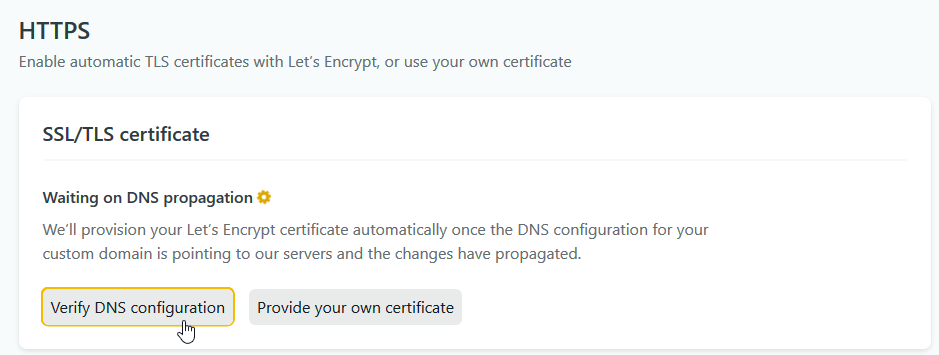 HTTPS
Enable automatic TLS certificates with Let's Encrypt, or use your own certificate
SSL/TLS certificate
Waiting on DNS propagation
We'll provision your Let's Encrypt certificate automatically once the DNS configuration for your
custom domain is pointing to our servers and the changes have propagated.
Verify DNS configuration
Provide your own certificate